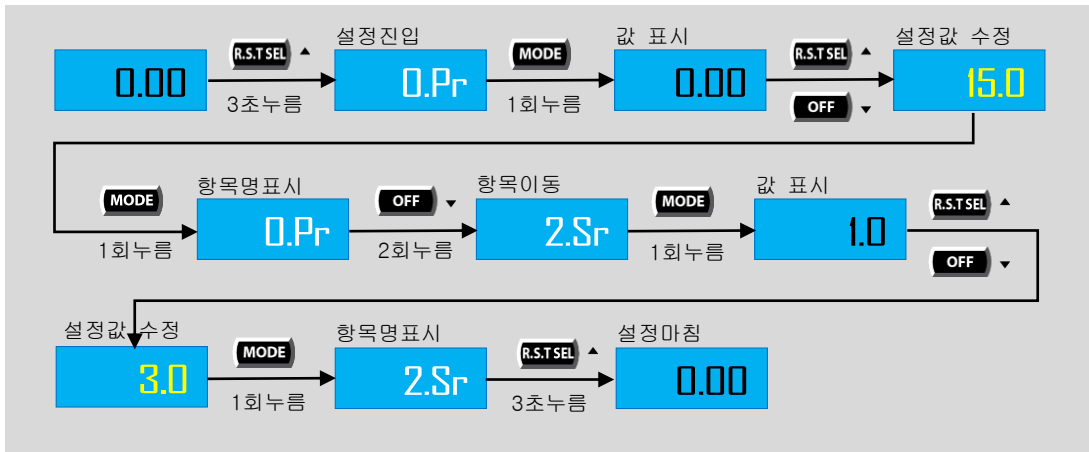 설정진입
값 표시
설정값 수정
R.S.T SEL ▲
MODE
R.S.T SEL ▲
0.00
0.Pr
0.00
15.0
3초누름
1회누름
OFF ▼
항목명표시
항목이동
값 표시
MODE
OFF ▼
MODE
R.S.T SEL ▲
0.Pr
2.Sr
1.0
1회누름
2회누름
1회누름
OFF ▼
설정값 수정
항목명표시
설정마침
MODE
R.S.T SEL ▲
3.0
2.Sr
0.00
1회누름
3초누름